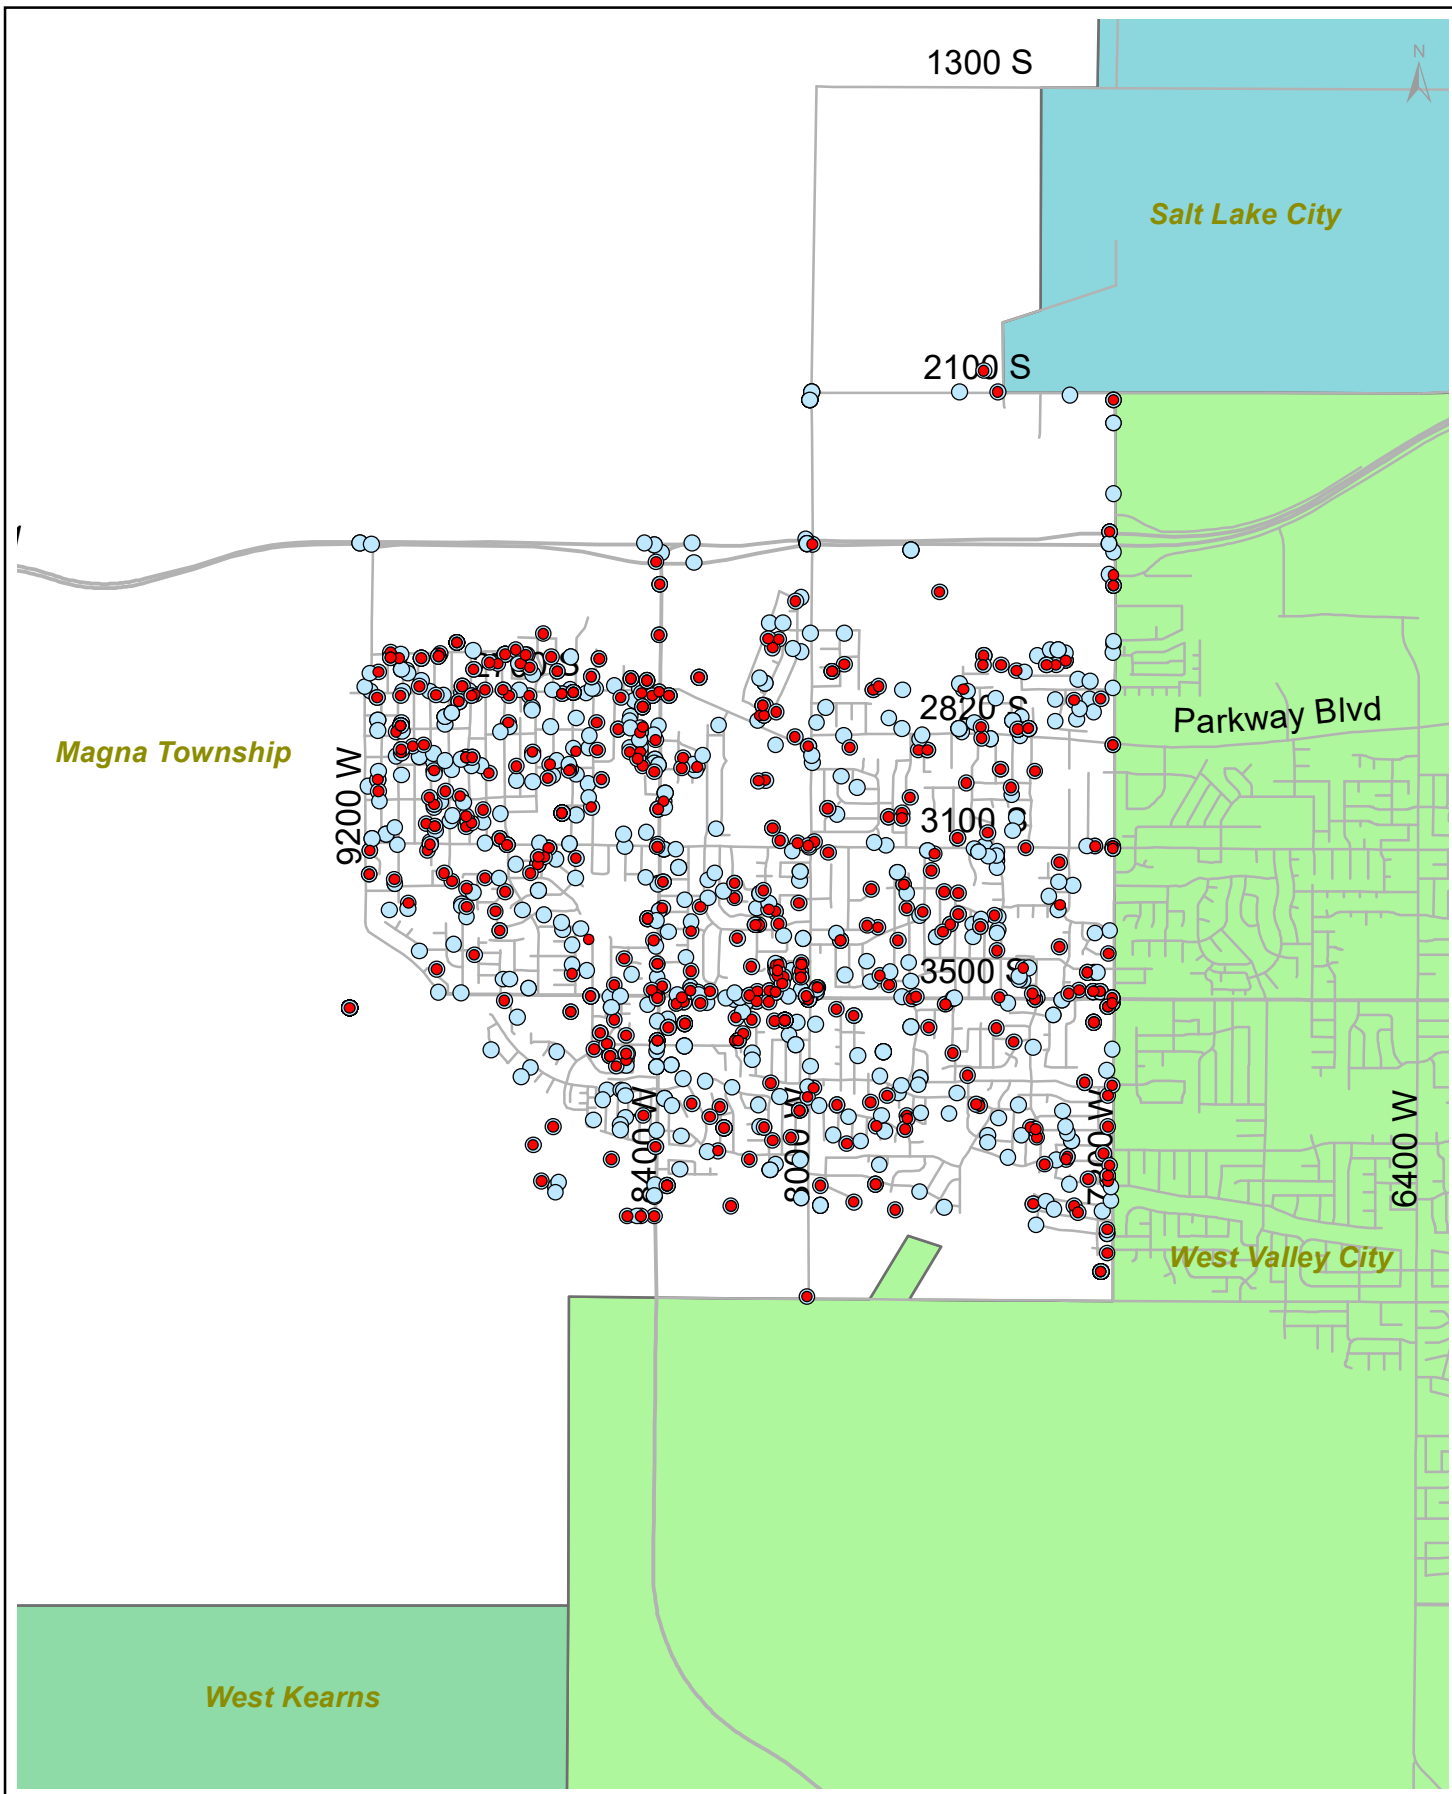 1300 S
N
Salt Lake City
2100 S
2820 S
Parkway Blvd
Magna Township
9200 W
3100 S
3500 S
8400 W
8000 W
6400 W
West Valley City
West Kearns